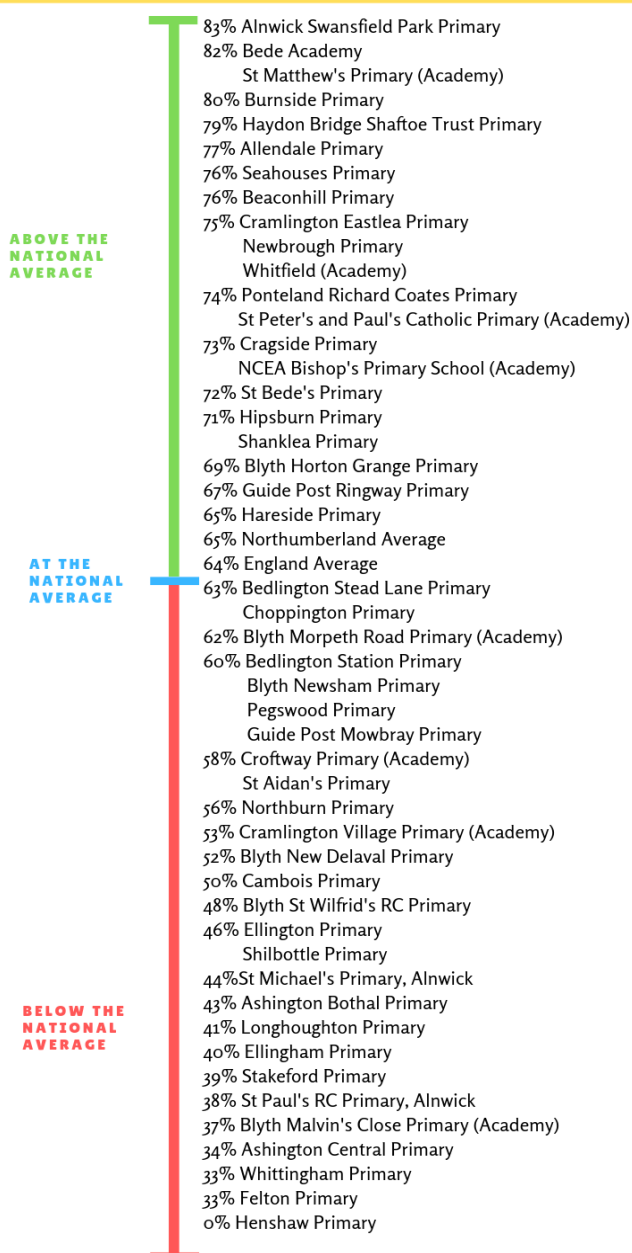 83% Alnwick Swansfield Park Primary
82% Bede Academy
St Matthew's Primary (Academy)
80% Burnside Primary
79% Haydon Bridge Shaftoe Trust Primary
77% Allendale Primary
76% Seahouses Primary
76% Beaconhill Primary
75% Cramlington Eastlea Primary
Newbrough Primary
Whitfield (Academy)
74% Ponteland Richard Coates Primary
St Peter's and Paul's Catholic Primary (Academy)
73% Cragside Primary
NCEA Bishop's Primary School (Academy)
72% St Bede's Primary
71% Hipsburn Primary
Shanklea Primary
69% Blyth Horton Grange Primary
67% Guide Post Ringway Primary
65% Hareside Primary
65% Northumberland Average
64% England Average
63% Bedlington Stead Lane Primary
Choppington Primary
62% Blyth Morpeth Road Primary (Academy)
60% Bedlington Station Primary
Blyth Newsham Primary
Pegswood Primary
Guide Post Mowbray Primary
58% Croftway Primary (Academy)
St Aidan's Primary
56% Northburn Primary
53% Cramlington Village Primary (Academy)
52% Blyth New Delaval Primary
50% Cambois Primary
48% Blyth St Wilfrid's RC Primary
46% Ellington Primary
Shilbottle Primary
44%St Michael's Primary, Alnwick
43% Ashington Bothal Primary
41% Longhoughton Primary
40% Ellingham Primary
39% Stakeford Primary
38% St Paul's RC Primary, Alnwick
37% Blyth Malvin's Close Primary (Academy)
34% Ashington Central Primary
33% Whittingham Primary
33% Felton Primary
0% Henshaw Primary
ABOVE THE
NATIONAL
AVERAGE
AT THE
NATIONAL
AVERAGE
BELOW THE
NATIONAL
AVERAGE